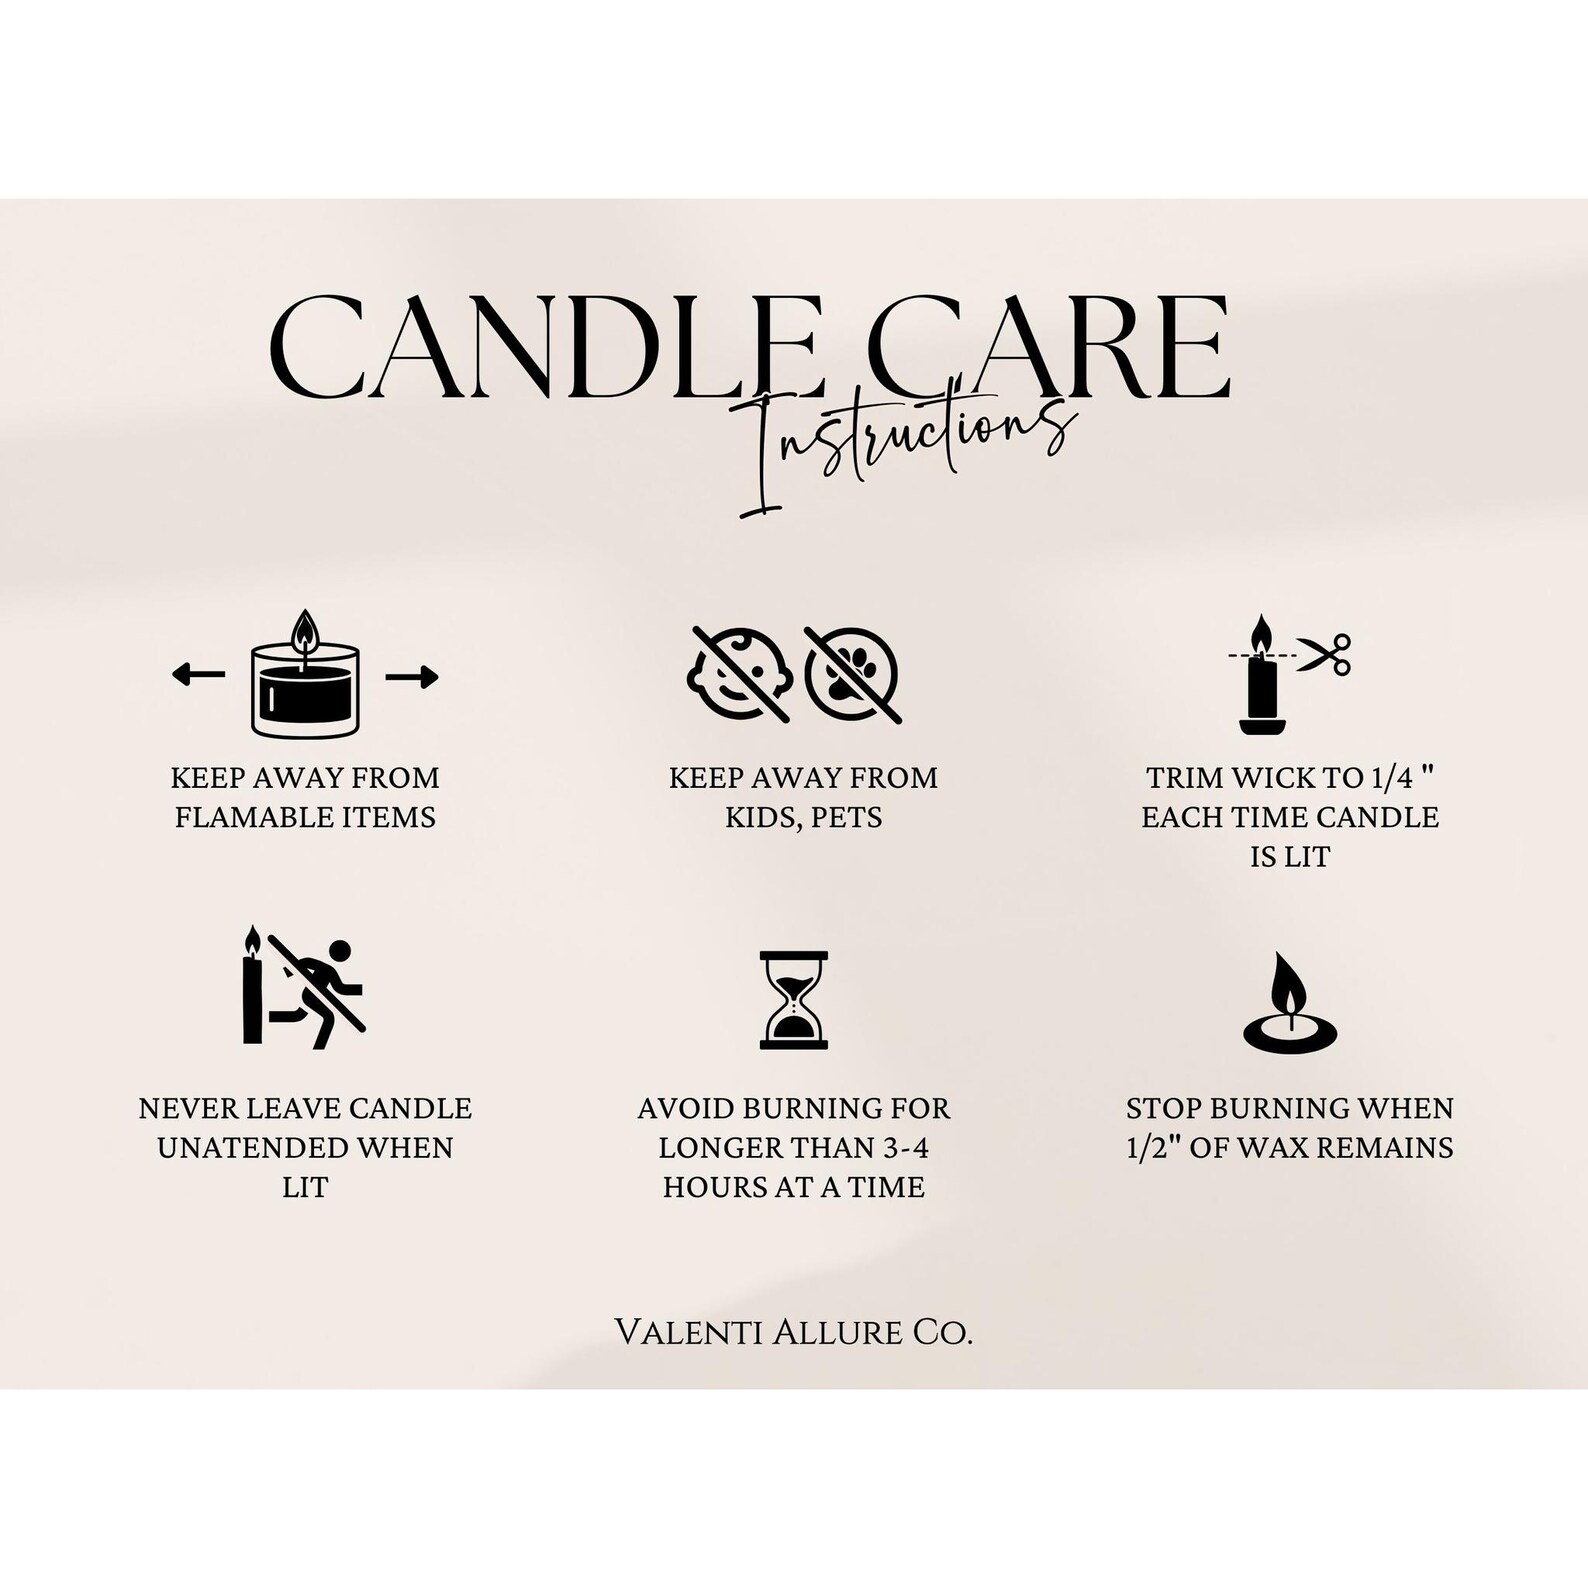 CANDLE CARE
Instructions
KEEP AWAY FROM
FLAMABLE ITEMS
KEEP AWAY FROM
KIDS, PETS
TRIM WICK TO 1/4 "
EACH TIME CANDLE
IS LIT
NEVER LEAVE CANDLE
UNATENDED WHEN
LIT
AVOID BURNING FOR
LONGER THAN 3-4
HOURS AT A TIME
STOP BURNING WHEN
1/2" OF WAX REMAINS
VALENTI ALLURE CO.